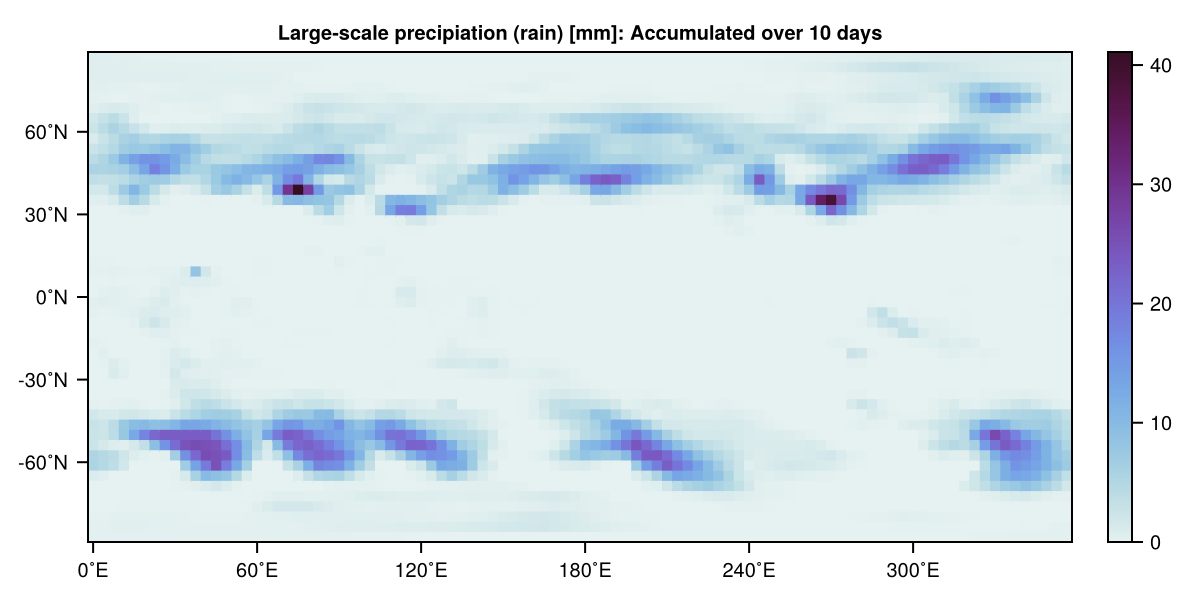 Large-scale precipiation (rain) [mm]: Accumulated over 10 days
60˚N
30˚N
0˚N
-30˚N
-60˚N
0˚E
60˚E
120˚E
180˚E
240˚E
300˚E
40
30
20
10
0